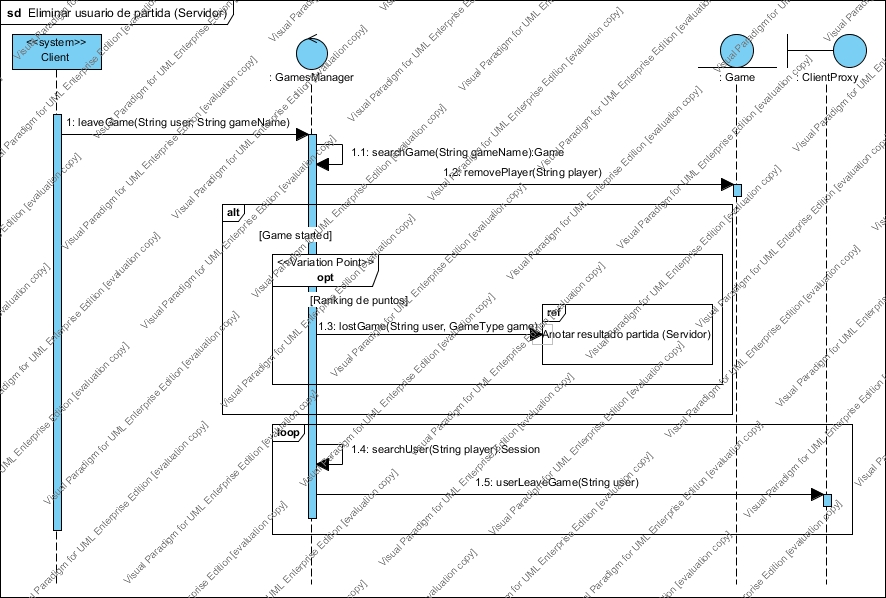 sd Eliminar usuario de partida (Servidor)
<<system>>
Client
: GamesManager
: Game
: ClientProxy
1: leaveGame(String user, String gameName)
1.1: searchGame(String gameName):Game
1.2: removePlayer(String player)
alt
[Game started]
<<Variation Point>>
opt
[Ranking de puntos]
ref
1.3: lostGame(String user, GameType game)
Anotar resultado partida (Servidor)
loop
1.4: searchUser(String player):Session
1.5: userLeaveGame(String user)
Visual Paradigm for UML Enterprise Edition [evaluation copy]